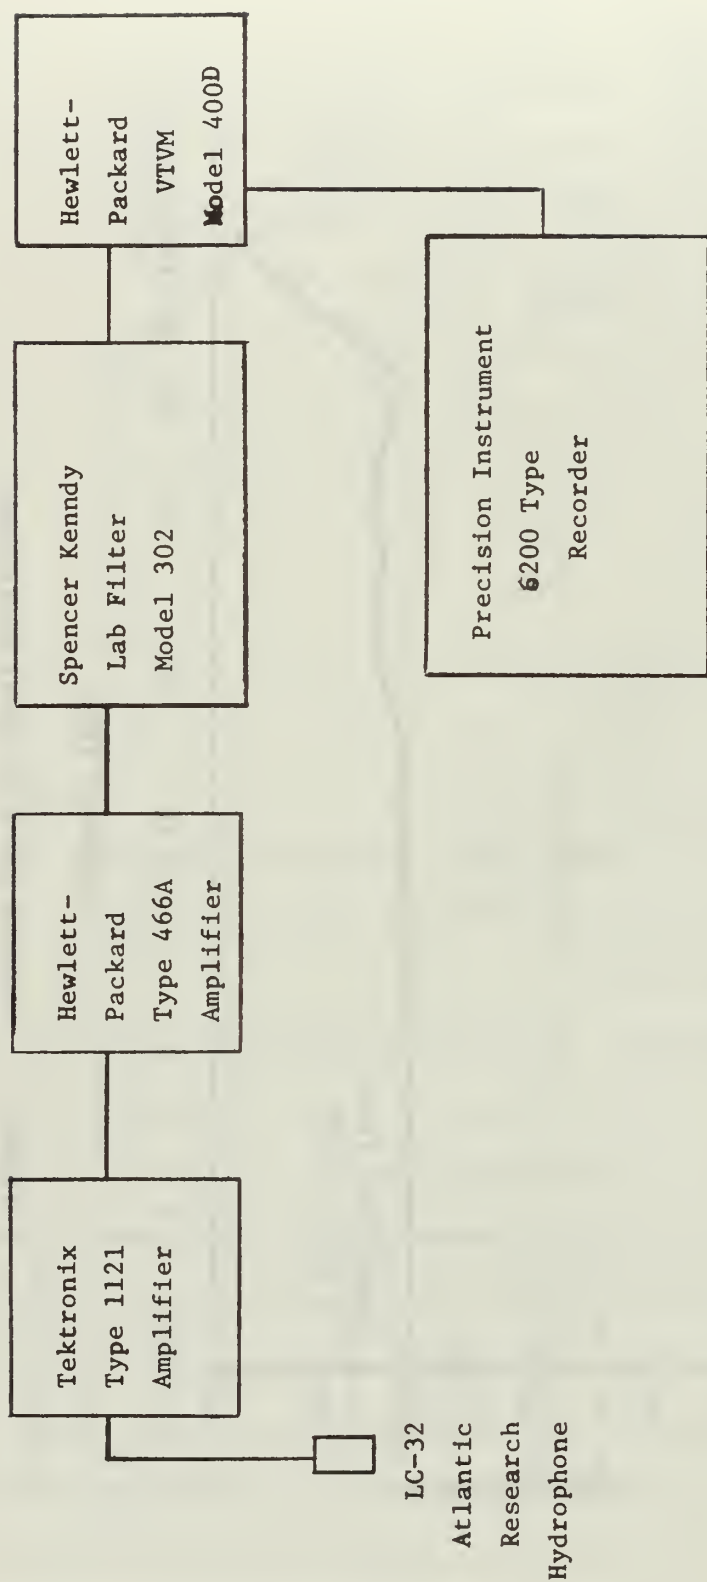 LC-32
Atlantic
Research
Hydrophone
Tektronix
Type 1121
Amplifier
Hewlett-
Packard
Type 466A
Amplifier
Spencer Kenndy
Lab Filter
Model 302
Hewlett-
Packard
VTVM
Model 400D
Precision Instrument
6200 Type
Recorder